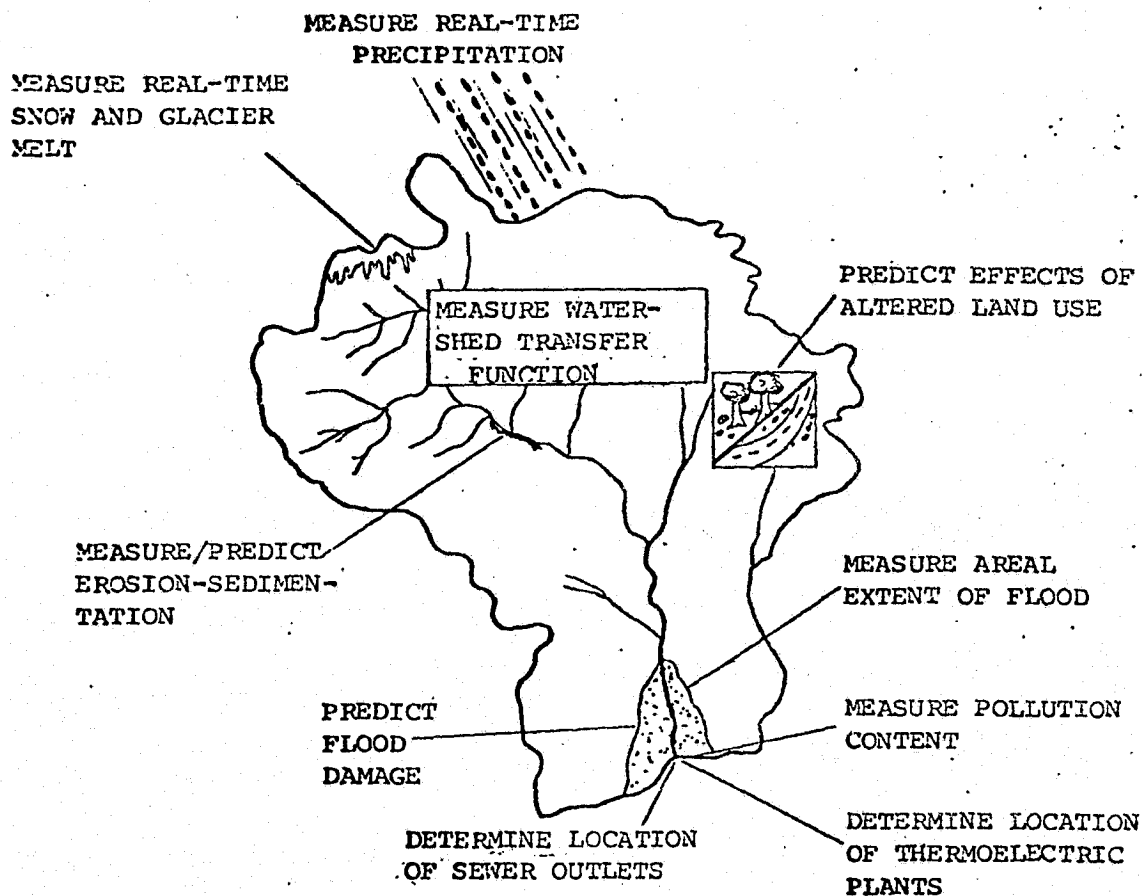 MEASURE REAL-TIME
PRECIPITATION
MEASURE REAL-TIME
SNOW AND GLACIER
MELT
PREDICT EFFECTS OF
ALTERED LAND USE
MEASURE WATER-
SHED TRANSFER
FUNCTION
MEASURE/PREDICT
EROSION-SEDIMEN-
TATION
MEASURE AREAL
EXTENT OF FLOOD
PREDICT
FLOOD
DAMAGE
MEASURE POLLUTION
CONTENT
DETERMINE LOCATION
OF SEWER OUTLETS
DETERMINE LOCATION
OF THERMOELECTRIC
PLANTS